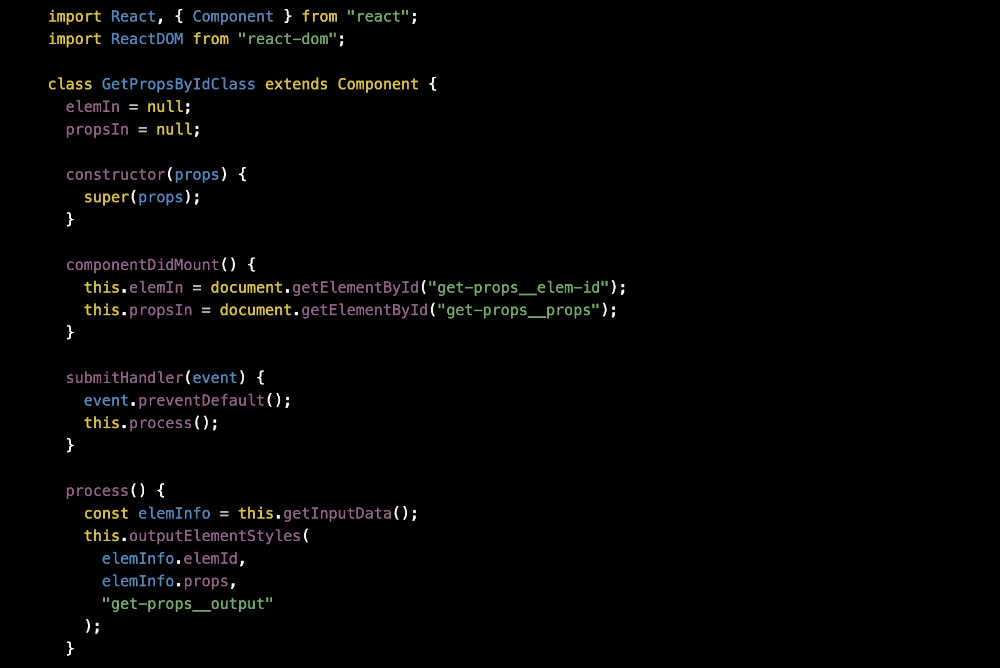 import React, { Component } from "react";
import ReactDOM from "react-dom";

class GetPropsByIdClass extends Component {
  elemIn = null;
  propsIn = null;

  constructor(props) {
    super(props);
  }

  componentDidMount() {
    this.elemIn = document.getElementById("get-props__elem-id");
    this.propsIn = document.getElementById("get-props__props");
  }

  submitHandler(event) {
    event.preventDefault();
    this.process();
  }

  process() {
    const elemInfo = this.getInputData();
    this.outputElementStyles(
      elemInfo.elemId,
      elemInfo.props,
      "get-props__output"
    );
  }